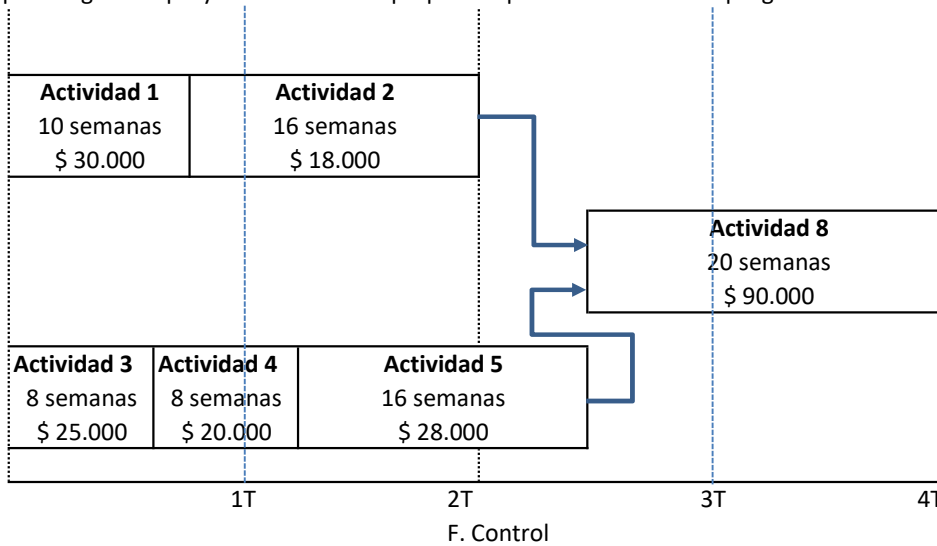 Actividad 1
10 semanas
$ 30.000
Actividad 2
16 semanas
$ 18.000
Actividad 8
20 semanas
$ 90.000
Actividad 3
8 semanas
$ 25.000
Actividad 4
8 semanas
$ 20.000
Actividad 5
16 semanas
$ 28.000
1T 2T 3T 4T
F. Control